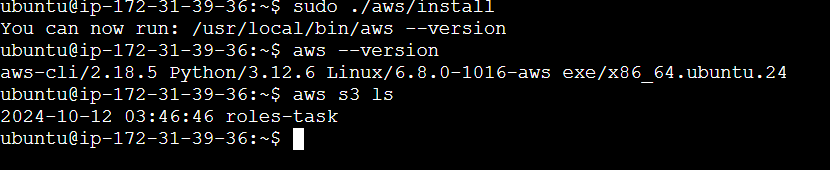 ubuntu@ip-172-31-39-36:~$ sudo ./aws/install
You can now run: /usr/local/bin/aws --version
ubuntu@ip-172-31-39-36:~$ aws --version
aws-cli/2.18.5 Python/3.12.6 Linux/6.8.0-1016-aws exe/x86_64.ubuntu.24
ubuntu@ip-172-31-39-36:~$ aws s3 ls
2024-10-12 03:46:46 roles-task
ubuntu@ip-172-31-39-36:~$